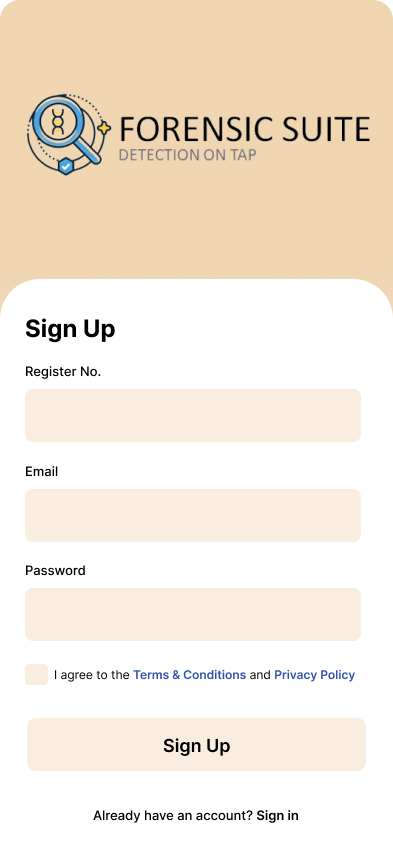 FORENSIC SUITE
DETECTION ON TAP
Sign Up
Register No.
Email
Password
I agree to the Terms & Conditions and Privacy Policy
Sign Up
Already have an account? Sign in